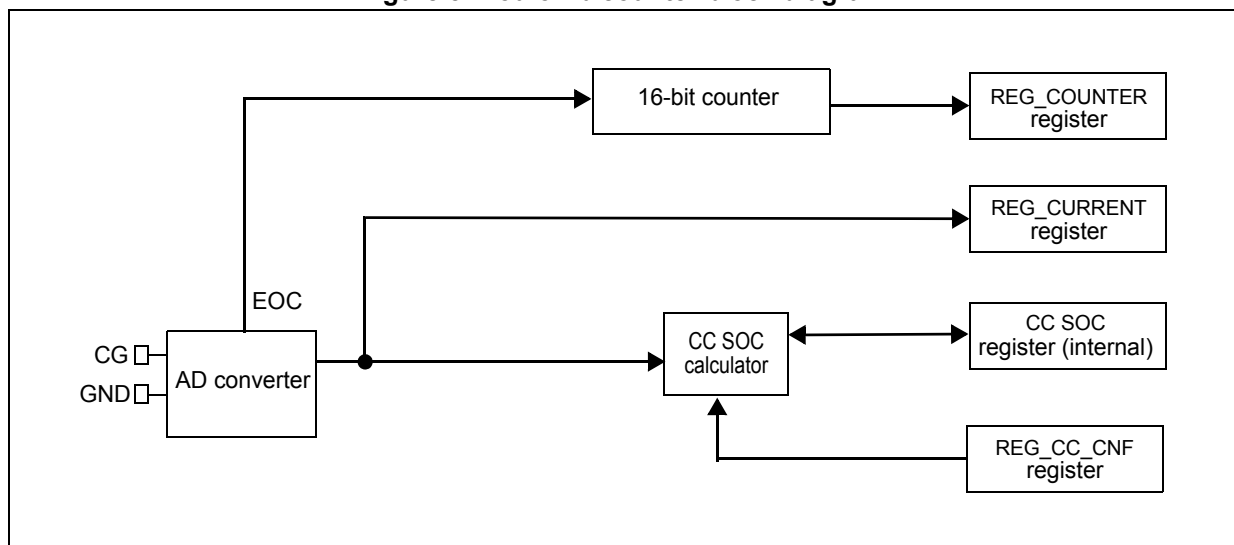 16-bit counter
REG_COUNTER
register
REG_CURRENT
register
EOC
CG
GND
AD converter
CC SOC
calculator
CC SOC
register (internal)
REG_CC_CNF
register